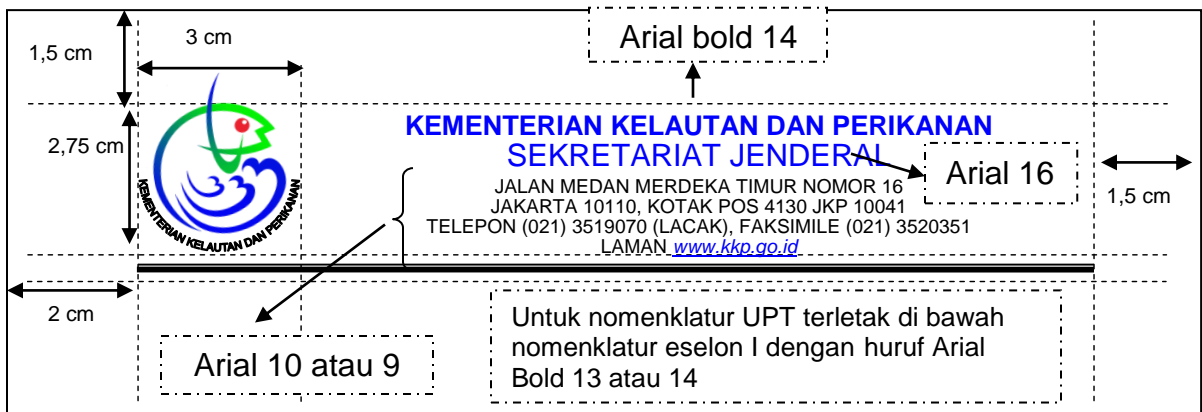 Arial bold 14
3 cm
1,5 cm
KEMENTERIAN KELAUTAN DAN PERIKANAN
2,75 cm
SEKRETARIAT JENDERAL
Arial 16
JALAN MEDAN MERDEKA TIMUR NOMOR 16
1,5 cm
JAKARTA 10110, KOTAK POS 4130 JKP 10041
TELEPON (021) 3519070 (LACAK), FAKSIMILE (021) 3520351
LAMAN www.kkp.go.id
KEMENTERIAN KELAUTAN DAN PERIKANAN
2 cm
Arial 10 atau 9
Untuk nomenklatur UPT terletak di bawah
nomenklatur eselon I dengan huruf Arial
Bold 13 atau 14